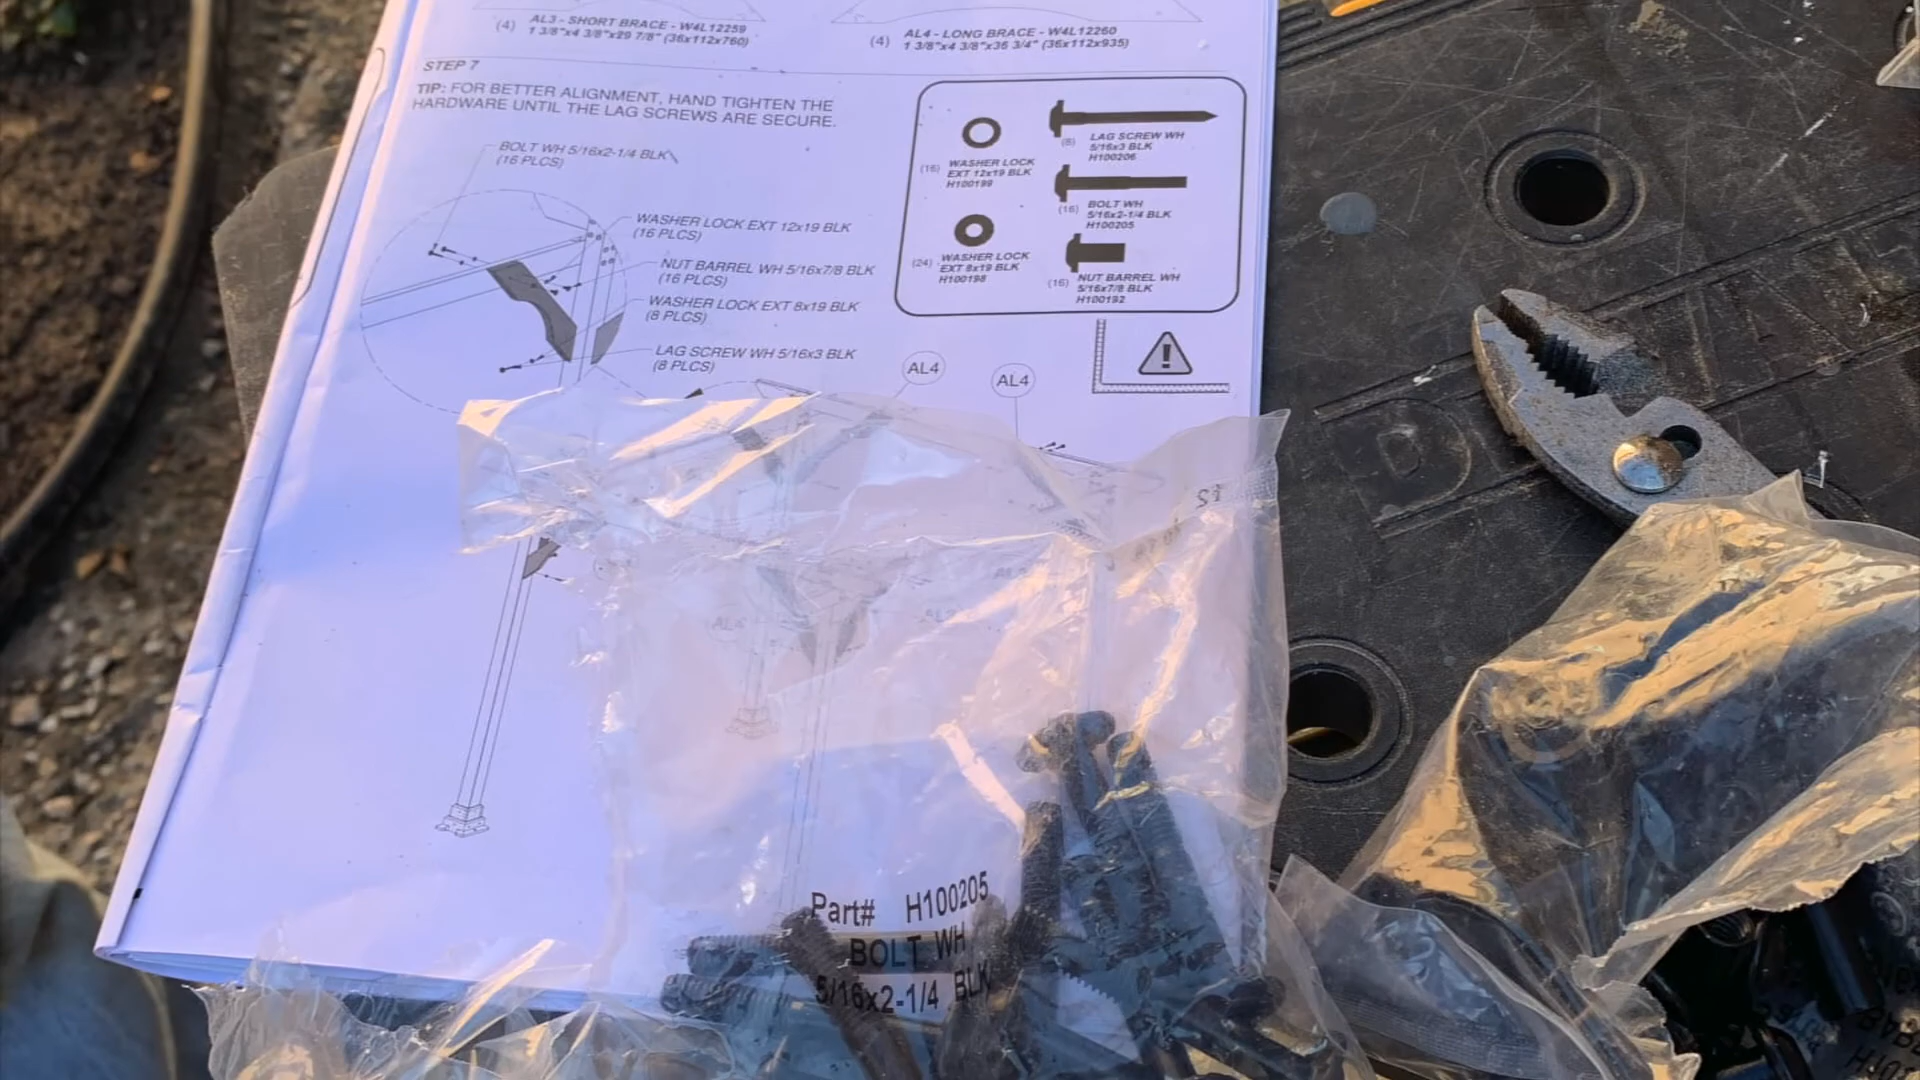 (4) AL3 - SHORT BRACE - W4L12259
1 3/8"x4 3/8"x29 7/8" (36x112x760)
(4) AL4 - LONG BRACE - W4L12260
1 3/8"x4 3/8"x36 3/4" (36x112x935)
STEP 7
TIP: FOR BETTER ALIGNMENT, HAND TIGHTEN THE
HARDWARE UNTIL THE LAG SCREWS ARE SECURE.
BOLT WH 5/16x2-1/4 BLK
(16 PLCS)
WASHER LOCK EXT 12x19 BLK
(16 PLCS)
NUT BARREL WH 5/16x7/8 BLK
(16 PLCS)
WASHER LOCK EXT 8x19 BLK
(8 PLCS)
LAG SCREW WH 5/16x3 BLK
(8 PLCS)
(16) WASHER LOCK
EXT 12x19 BLK
H100199
(24) WASHER LOCK
EXT 8x19 BLK
H100198
(8) LAG SCREW WH
5/16x3 BLK
H100206
(16) BOLT WH
5/16x2-1/4 BLK
H100205
(16) NUT BARREL WH
5/16x7/8 BLK
H100192
!
AL4
AL4
Part# H100205
BOLT WH
5/16x2-1/4 BLK